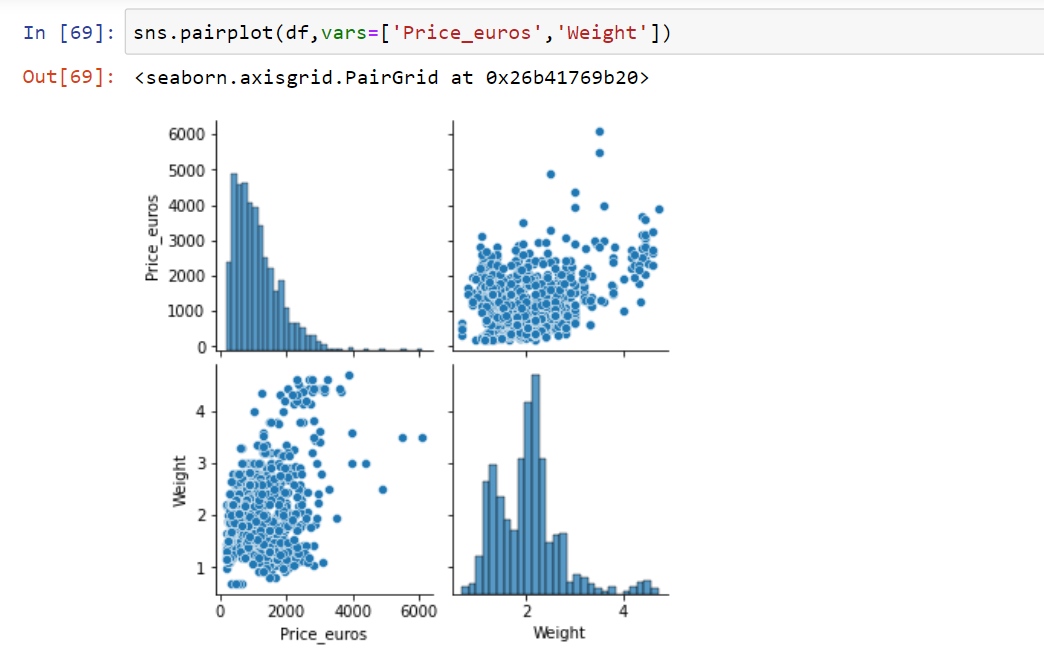 In [69]: sns.pairplot(df,vars=['Price_euros','Weight'])
Out[69]: <seaborn.axisgrid.PairGrid at 0x26b41769b20>
6000
5000
4000
3000
2000
1000
0
Price_euros
4
3
2
1
Weight
0 2000 4000 6000 2 4
Price_euros Weight